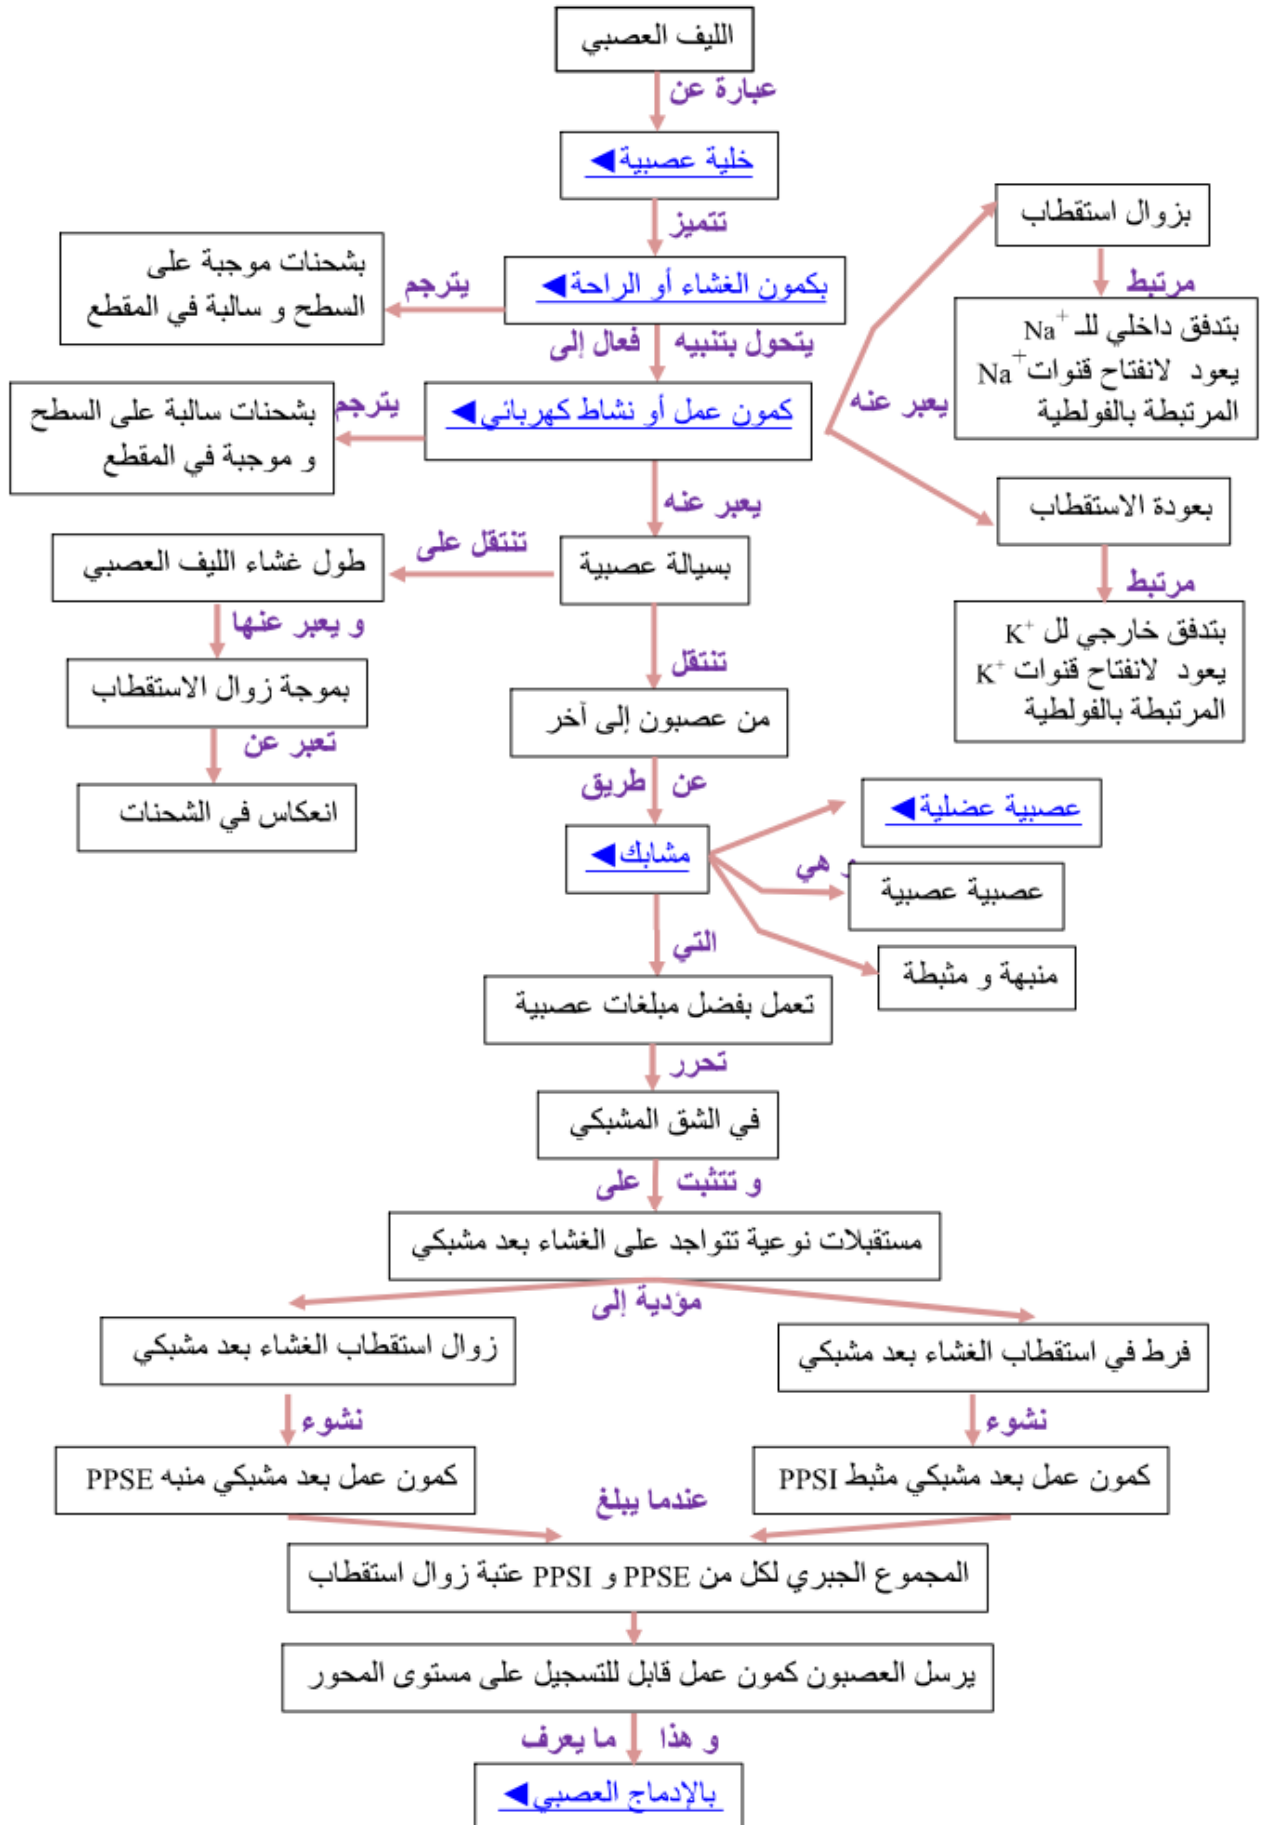 الليف العصبي
عبارة عن
خلية عصبية◄
تتميز
بكمون الغشاء أو الراحة◄
يترجم
بشحنات موجبة على
السطح و سالبة في المقطع
يتحول بتنبيه فعال إلى
كمون عمل أو نشاط كهربائي◄
يترجم
بشحنات سالبة على السطح
و موجبة في المقطع
يعبر عنه
بزوال استقطاب
مرتبط
بتدفق داخلي للـ Na⁺
يعود لانفتاح قنوات Na⁺
المرتبطة بالفولطية
بعودة الاستقطاب
مرتبط
بتدفق خارجي لل K⁺
يعود لانفتاح قنوات K⁺
المرتبطة بالفولطية
يعبر عنه
بسيالة عصبية
تنتقل على
طول غشاء الليف العصبي
و يعبر عنها
بموجة زوال الاستقطاب
تعبر عن
انعكاس في الشحنات
تنتقل
من عصبون إلى آخر
عن طريق
مشابك◄
هي
عصبية عضلية◄
عصبية عصبية
منبهة و مثبطة
التي
تعمل بفضل مبلغات عصبية
تحرر
في الشق المشبكي
و تتثبت على
مستقبلات نوعية تتواجد على الغشاء بعد مشبكي
مؤدية إلى
فرط في استقطاب الغشاء بعد مشبكي
زوال استقطاب الغشاء بعد مشبكي
نشوء
نشوء
كمون عمل بعد مشبكي مثبط PPSI
كمون عمل بعد مشبكي منبه PPSE
عندما يبلغ
المجموع الجبري لكل من PPSE و PPSI عتبة زوال استقطاب
يرسل العصبون كمون عمل قابل للتسجيل على مستوى المحور
و هذا ما يعرف
بالإدماج العصبي◄